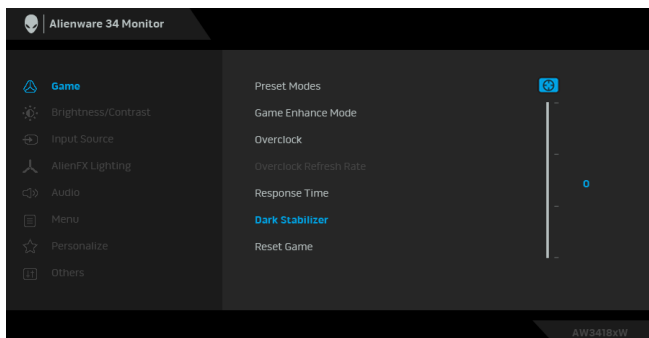 Alienware 34 Monitor
Game
Brightness/Contrast
Input Source
AlienFX Lighting
Audio
Menu
Personalize
Others
Preset Modes
Game Enhance Mode
Overclock
Overclock Refresh Rate
Response Time
Dark Stabilizer
Reset Game
0
AW3418xW